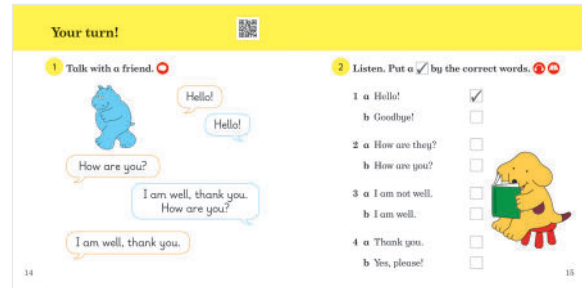 Your turn!
1 Talk with a friend.
Hello!
Hello!
How are you?
I am well, thank you.
How are you?
I am well, thank you.
14
2 Listen. Put a ✓ by the correct words.
1 a Hello! ✓
b Goodbye!
2 a How are they?
b How are you?
3 a I am not well.
b I am well.
4 a Thank you.
b Yes, please!
15